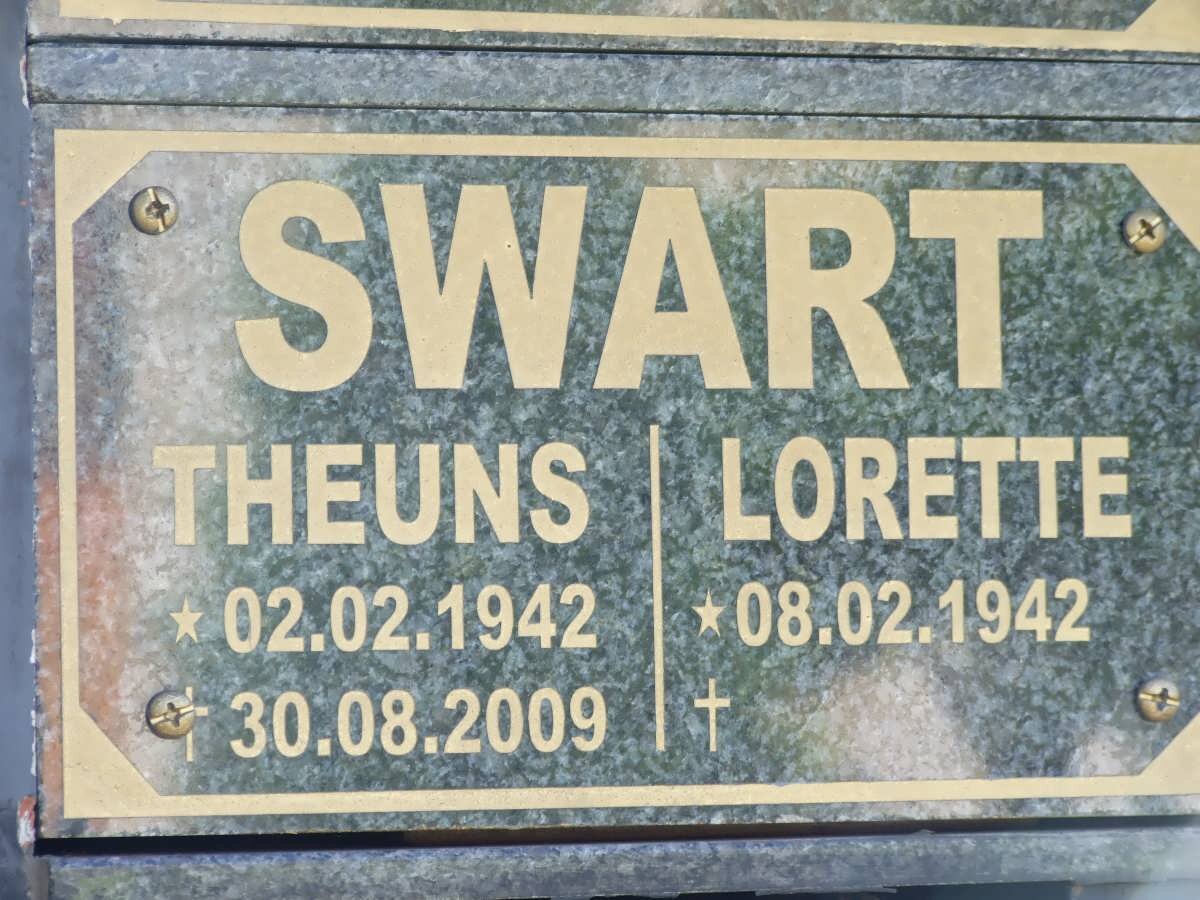 SWART
THEUNS
★ 02.02.1942
† 30.08.2009
LORETTE
★ 08.02.1942
†